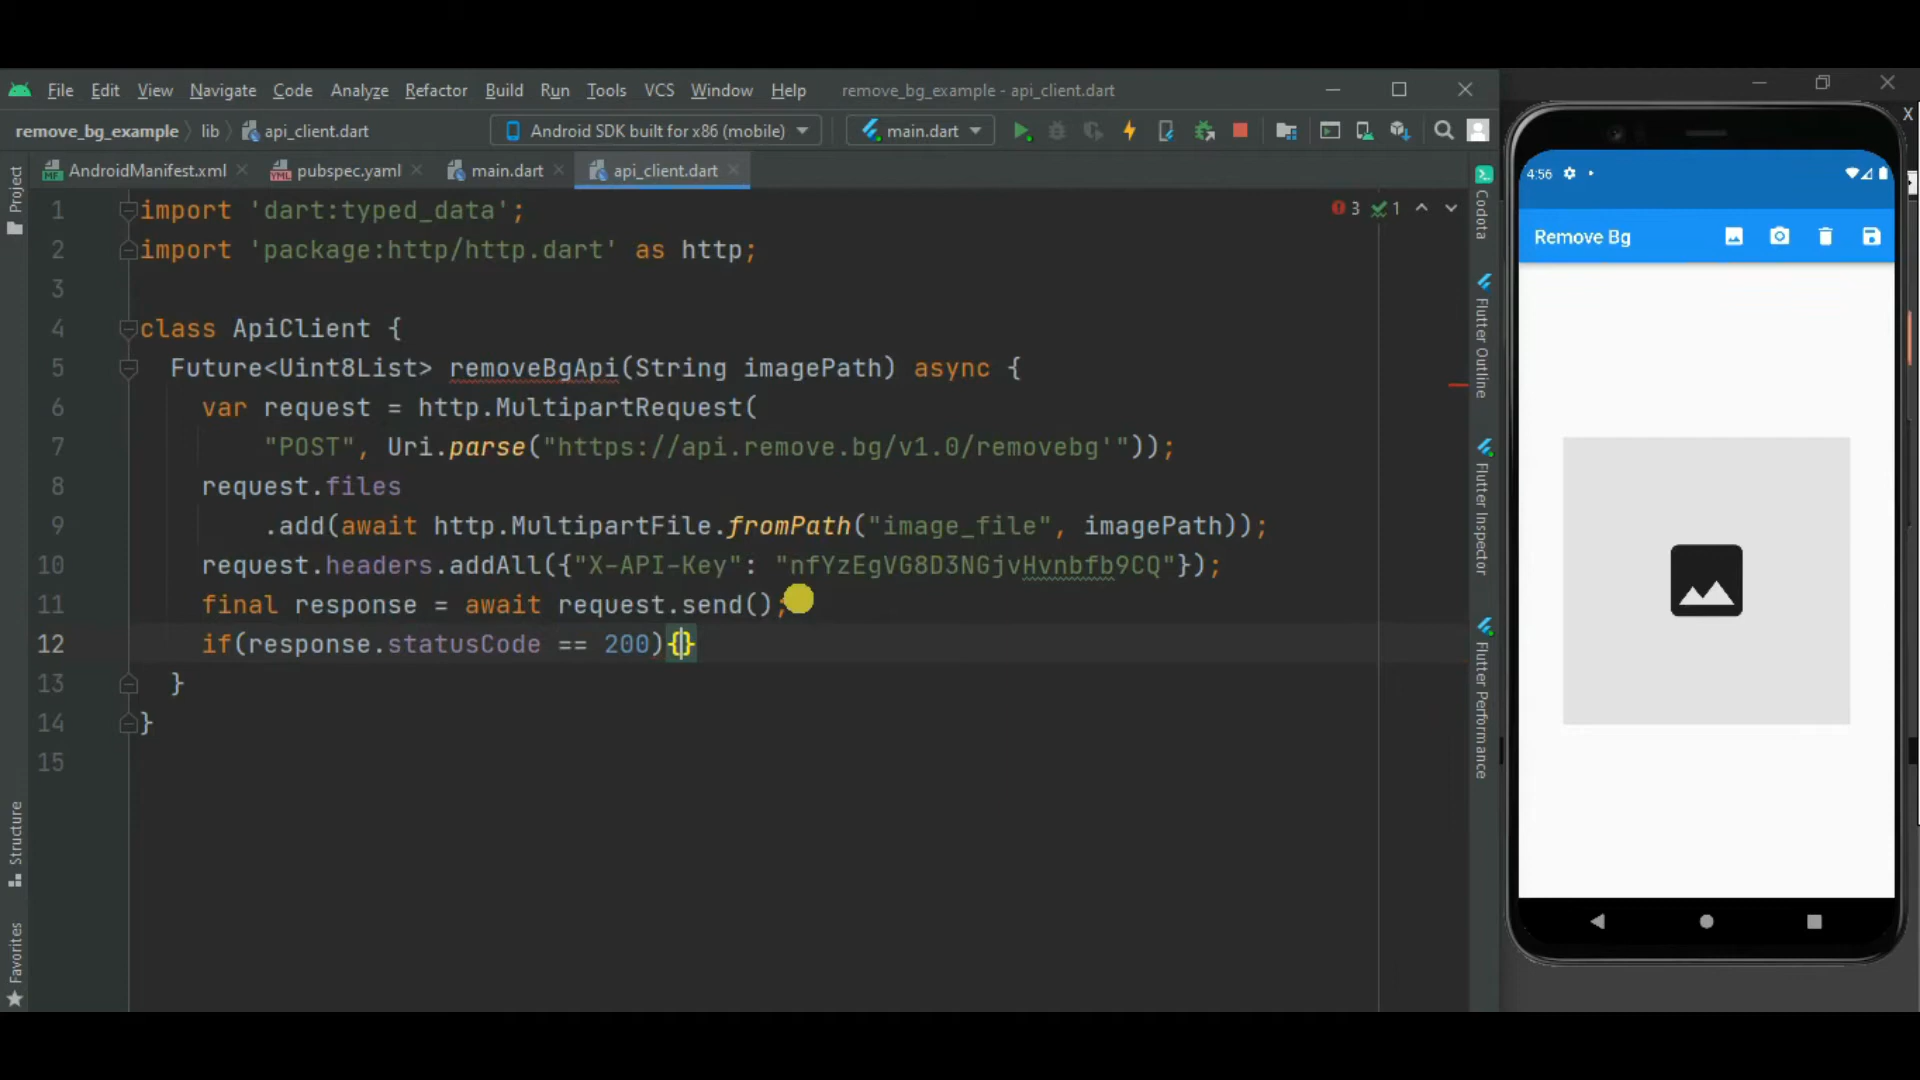 File Edit View Navigate Code Analyze Refactor Build Run Tools VCS Window Help remove_bg_example - api_client.dart
remove_bg_example lib api_client.dart Android SDK built for x86 (mobile) main.dart
AndroidManifest.xml pubspec.yaml main.dart api_client.dart
Project
Structure
Favorites
3 1
1 import 'dart:typed_data';
2 import 'package:http/http.dart' as http;
3
4 class ApiClient {
5 Future<Uint8List> removeBgApi(String imagePath) async {
6 var request = http.MultipartRequest(
7 "POST", Uri.parse("https://api.remove.bg/v1.0/removebg'"));
8 request.files
9 .add(await http.MultipartFile.fromPath("image_file", imagePath));
10 request.headers.addAll({"X-API-Key": "nfYzEgVG8D3NGjvHvnbfb9CQ"});
11 final response = await request.send();
12 if(response.statusCode == 200){}
13 }
14 }
15
Codota
Flutter Outline
Flutter Inspector
Flutter Performance
X
4:56
Remove Bg